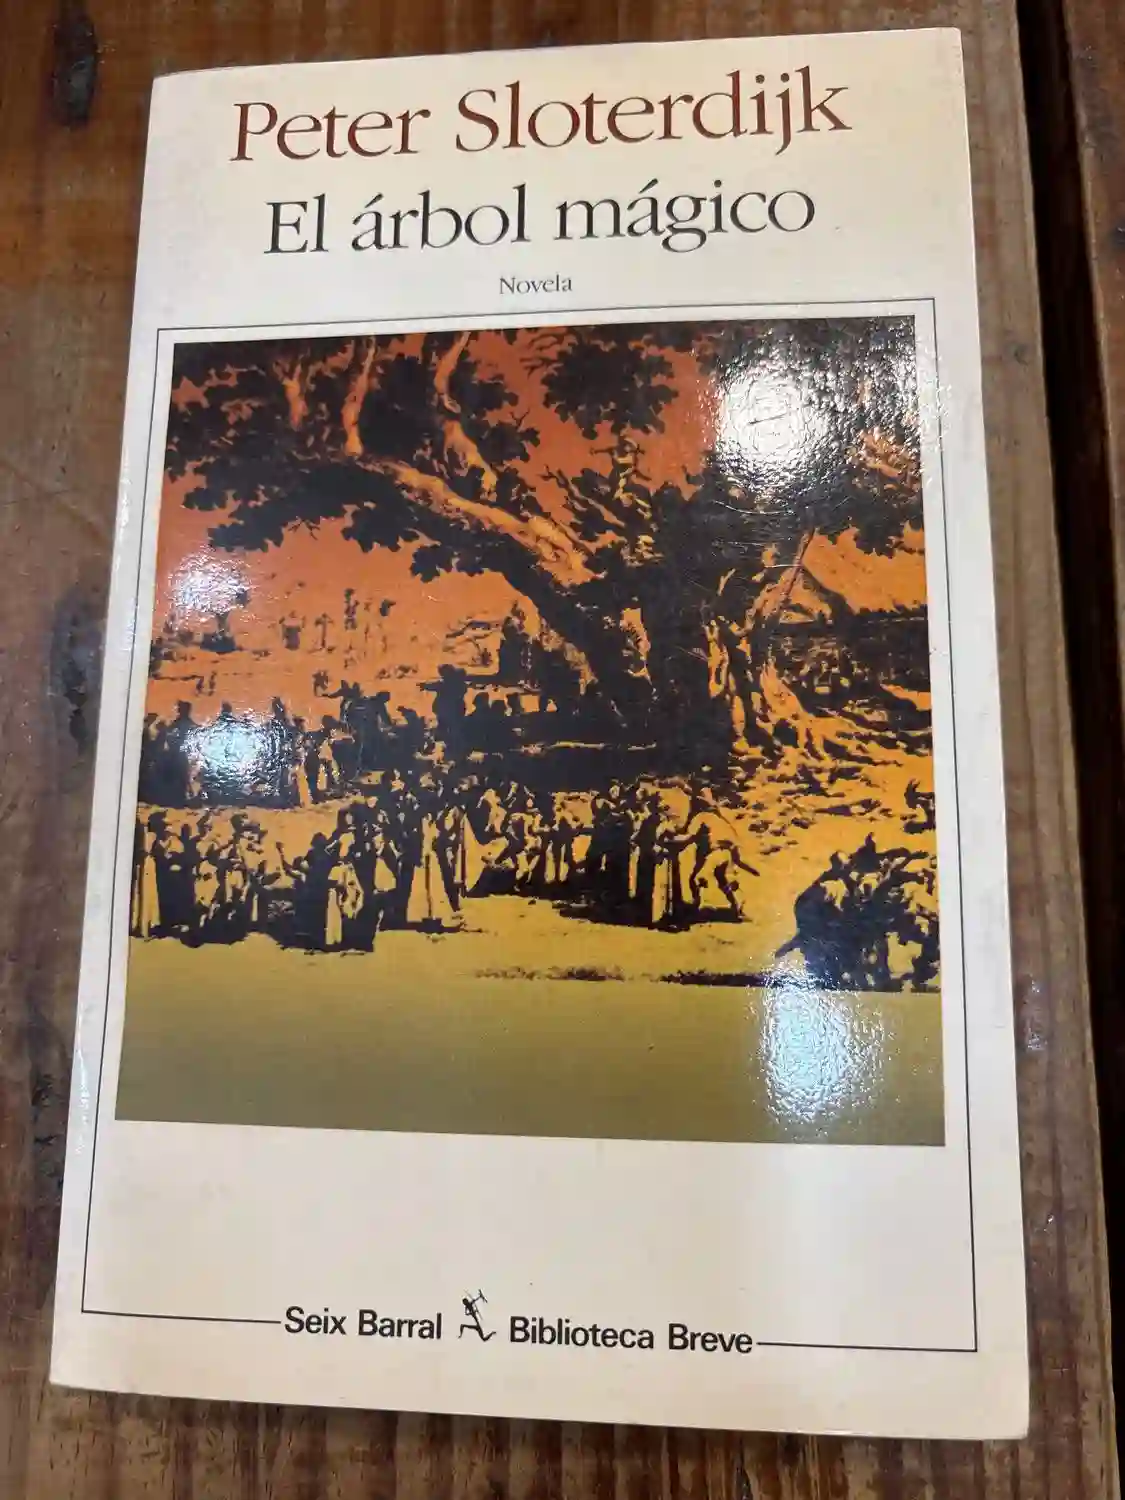 Peter Sloterdijk
El árbol mágico
Novela
Seix Barral Biblioteca Breve